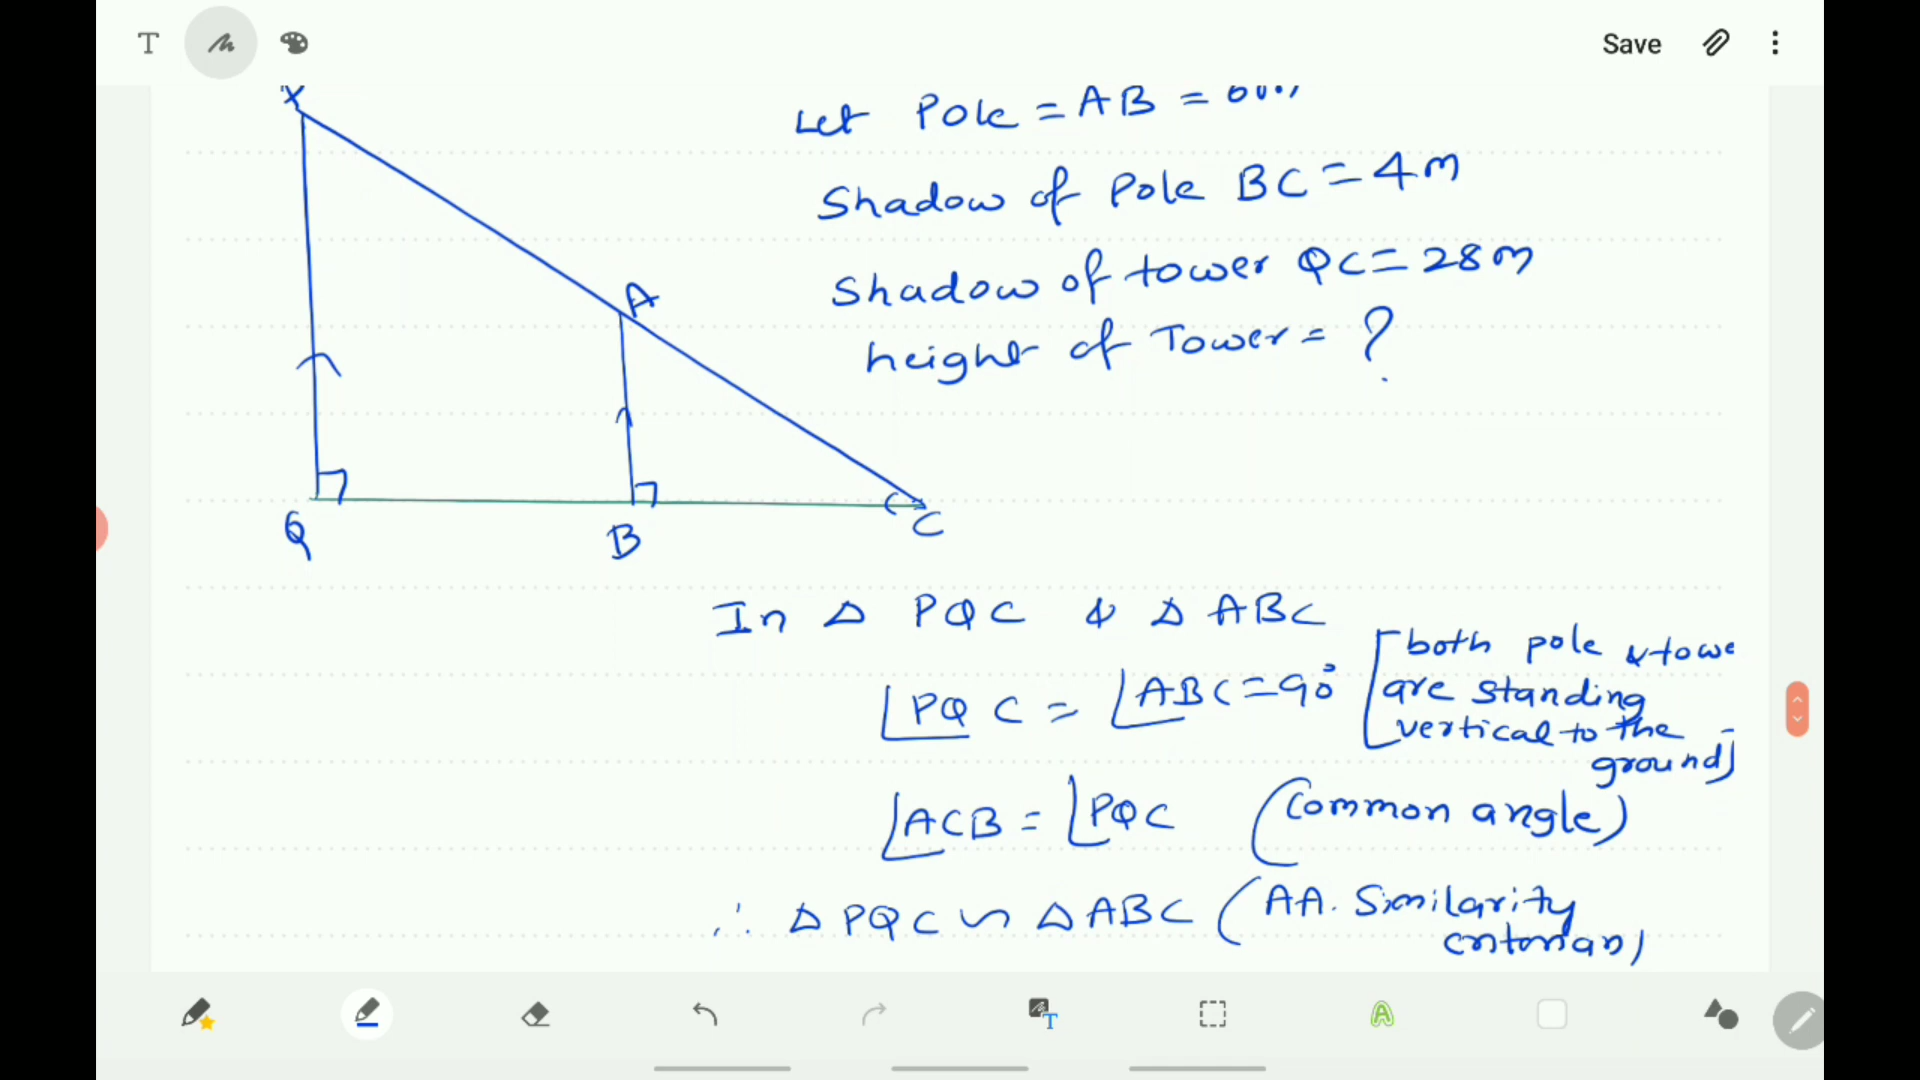 T
Save
Let Pole = AB =
Shadow of Pole BC = 4m
Shadow of tower QC = 28m
height of Tower = ?
A
Q
B
C
In △ PQC & △ ABC
∠PQC = ∠ABC = 90° [both pole & towe
are standing
vertical to the
ground]
∠ACB = ∠PQC (Common angle)
∴ △PQC ∽ △ABC (AA. Similarity
T
A